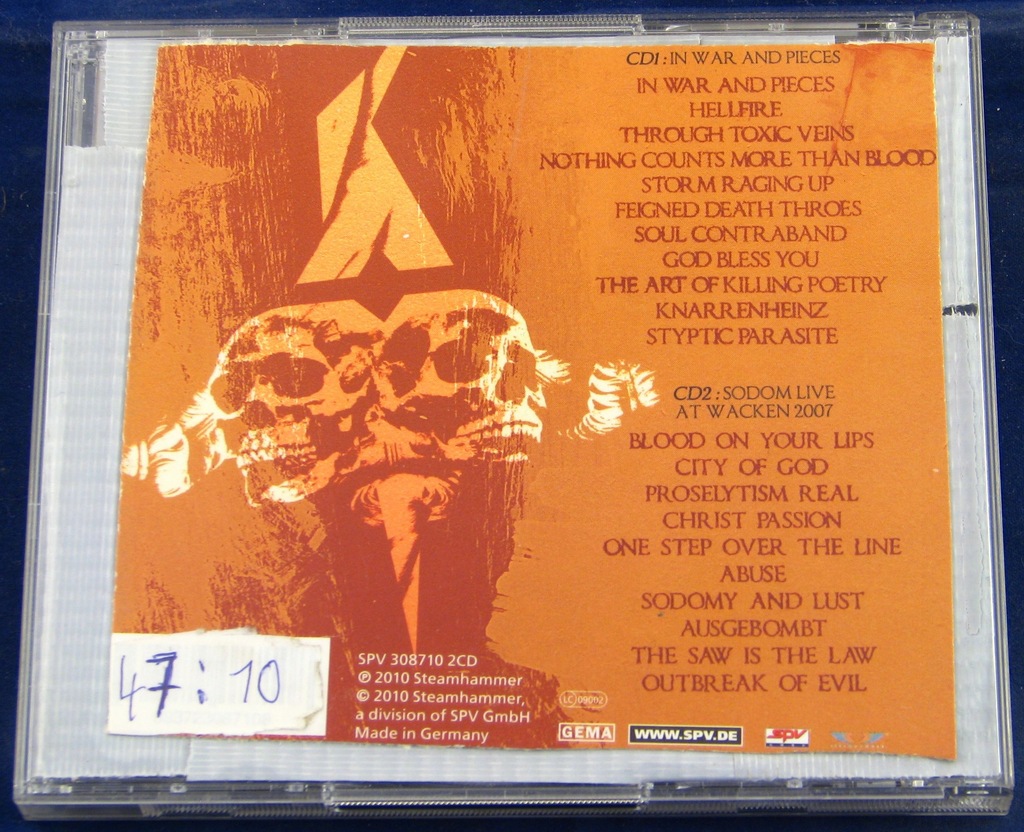 CD1 : IN WAR AND PIECES
IN WAR AND PIECES
HELLFIRE
THROUGH TOXIC VEINS
NOTHING COUNTS MORE THAN BLOOD
STORM RAGING UP
FEIGNED DEATH THROES
SOUL CONTRABAND
GOD BLESS YOU
THE ART OF KILLING POETRY
KNARRENHEINZ
STYPTIC PARASITE
CD2 : SODOM LIVE
AT WACKEN 2007
BLOOD ON YOUR LIPS
CITY OF GOD
PROSELYTISM REAL
CHRIST PASSION
ONE STEP OVER THE LINE
ABUSE
SODOMY AND LUST
AUSGEBOMBT
THE SAW IS THE LAW
OUTBREAK OF EVIL
47:10
SPV 308710 2CD
℗ 2010 Steamhammer
© 2010 Steamhammer,
a division of SPV GmbH
Made in Germany
LC 09002
GEMA
WWW.SPV.DE
SPV